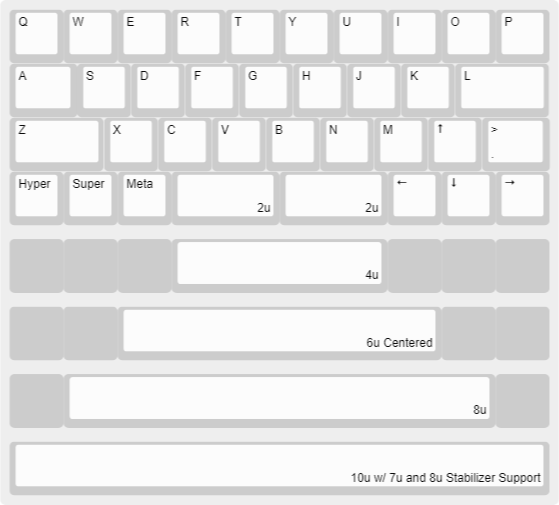 Q W E R T Y U I O P
A S D F G H J K L
Z X C V B N M ↑ >
.
Hyper Super Meta ← ↓ →
2u 2u
4u
6u Centered
8u
10u w/ 7u and 8u Stabilizer Support